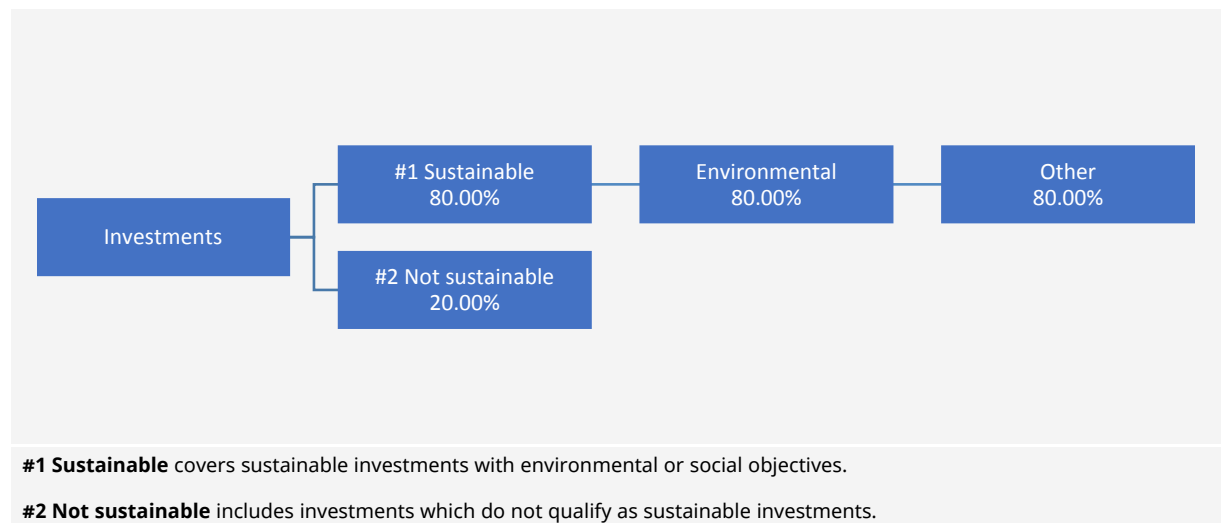 #1 Sustainable
80.00%
Environmental
80.00%
Other
80.00%
Investments
#2 Not sustainable
20.00%
#1 Sustainable covers sustainable investments with environmental or social objectives.
#2 Not sustainable includes investments which do not qualify as sustainable investments.